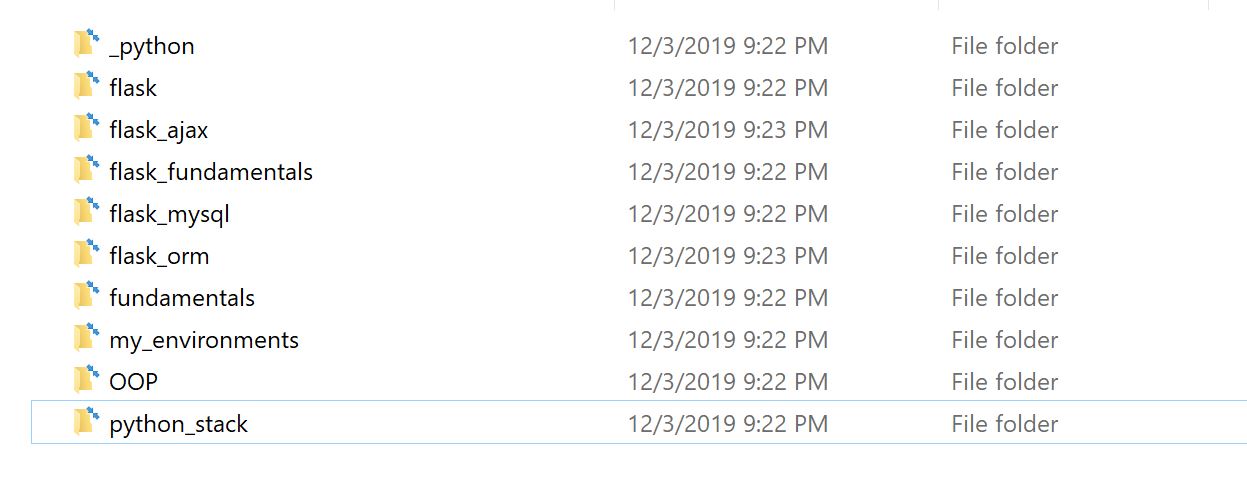 _python 12/3/2019 9:22 PM File folder
flask 12/3/2019 9:22 PM File folder
flask_ajax 12/3/2019 9:23 PM File folder
flask_fundamentals 12/3/2019 9:22 PM File folder
flask_mysql 12/3/2019 9:22 PM File folder
flask_orm 12/3/2019 9:23 PM File folder
fundamentals 12/3/2019 9:22 PM File folder
my_environments 12/3/2019 9:22 PM File folder
OOP 12/3/2019 9:22 PM File folder
python_stack 12/3/2019 9:22 PM File folder